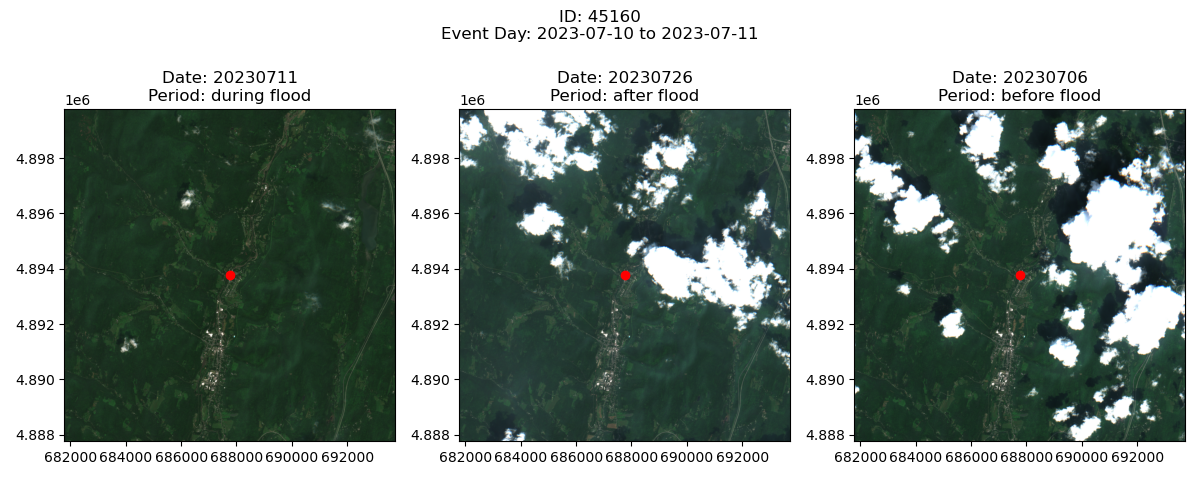 ID: 45160
Event Day: 2023-07-10 to 2023-07-11
Date: 20230711
Period: during flood
1e6
4.898
4.896
4.894
4.892
4.890
4.888
682000 684000 686000 688000 690000 692000
Date: 20230726
Period: after flood
1e6
4.898
4.896
4.894
4.892
4.890
4.888
682000 684000 686000 688000 690000 692000
Date: 20230706
Period: before flood
1e6
4.898
4.896
4.894
4.892
4.890
4.888
682000 684000 686000 688000 690000 692000